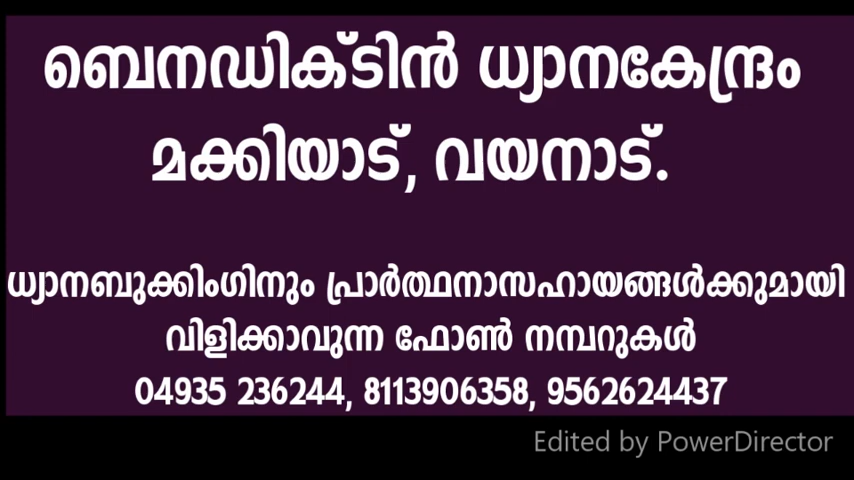 ബെനഡിക്ടിൻ ധ്യാനകേന്ദ്രം
മക്കിയാട്, വയനാട്.
ധ്യാനബുക്കിംഗിനും പ്രാർത്ഥനാസഹായങ്ങൾക്കുമായി
വിളിക്കാവുന്ന ഫോൺ നമ്പറുകൾ
04935 236244, 8113906358, 9562624437
Edited by PowerDirector